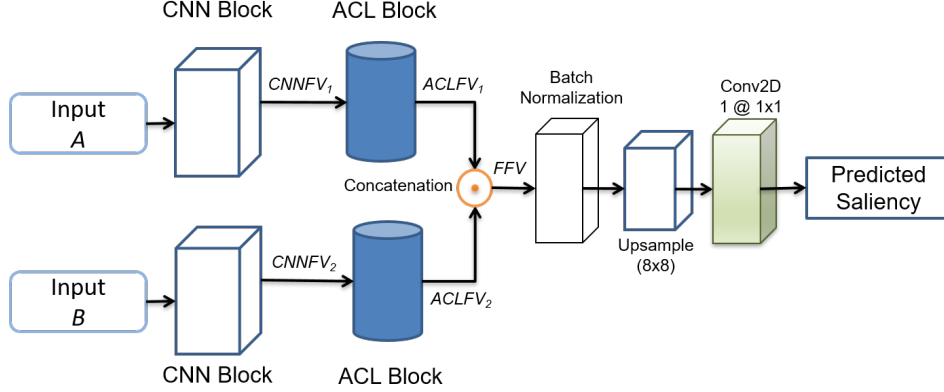 CNN Block
ACL Block
Input
A
CNNFV1
ACLFV1
Batch
Normalization
Conv2D
1 @ 1x1
Concatenation
FFV
Predicted
Saliency
Upsample
(8x8)
Input
B
CNNFV2
ACLFV2
CNN Block
ACL Block